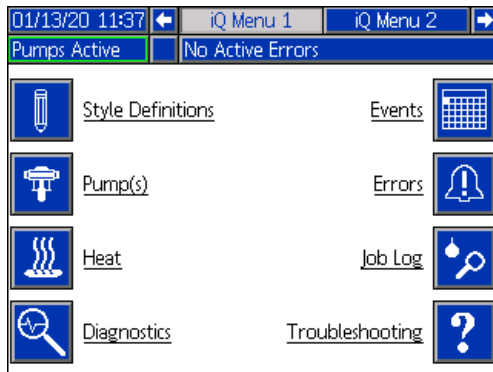 01/13/20 11:37 iQ Menu 1 iQ Menu 2
Pumps Active No Active Errors
Style Definitions Events
Pump(s) Errors
Heat Job Log
Diagnostics Troubleshooting